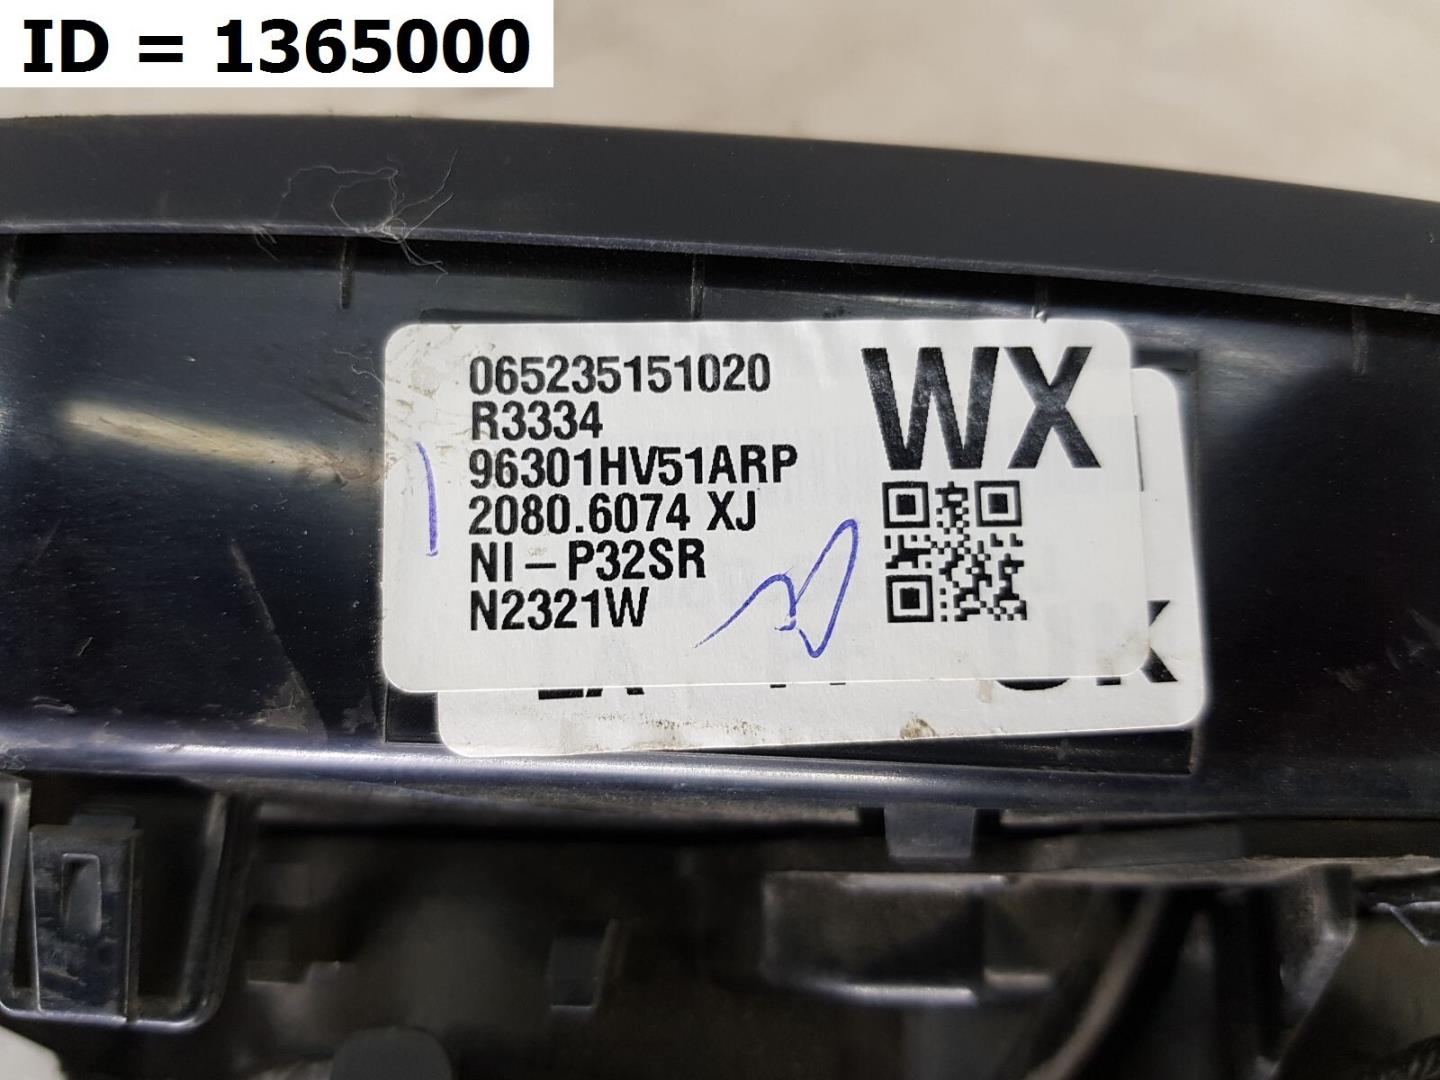 ID = 1365000
065235151020
WX
R3334
96301HV51ARP
2080.6074 XJ
NI – P32SR
N2321W